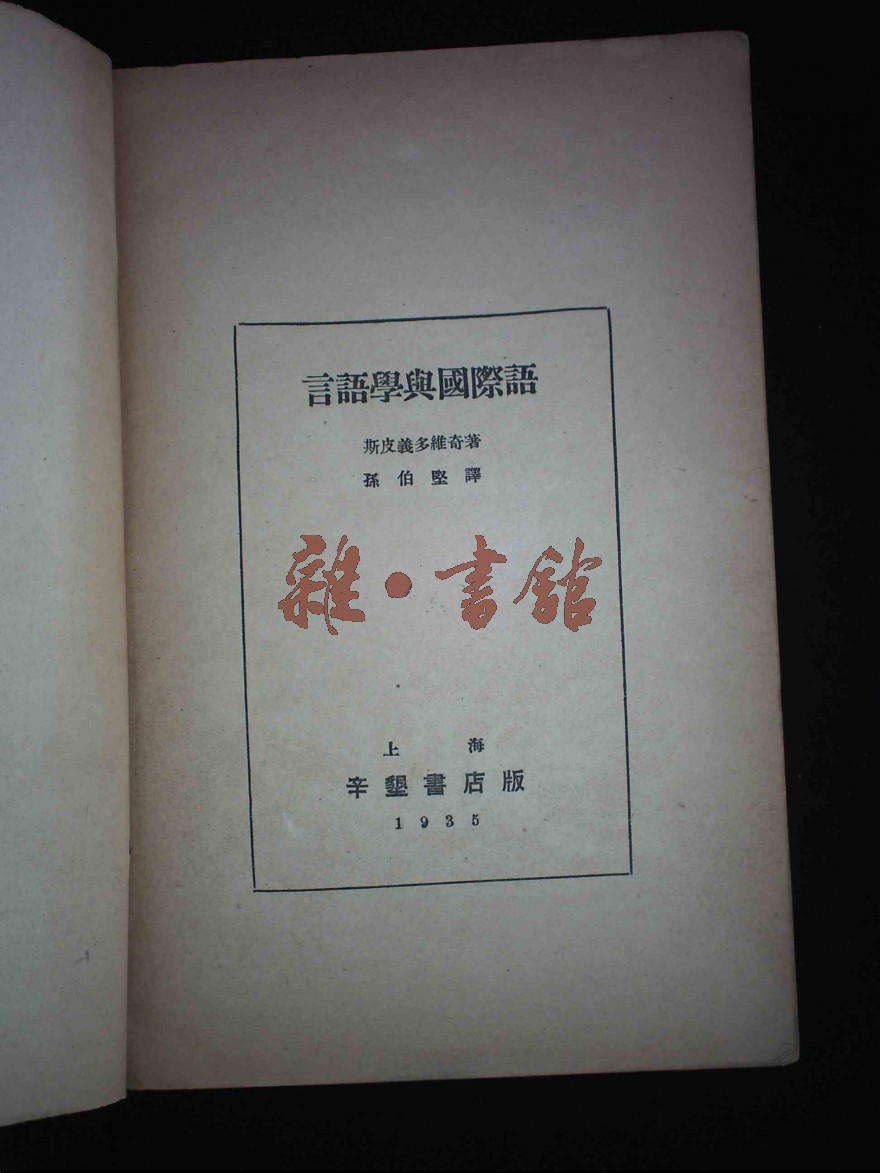 言語學與國際語
斯皮義多維奇著
孫伯堅譯
雜·書館
上海
辛墾書店版
1935